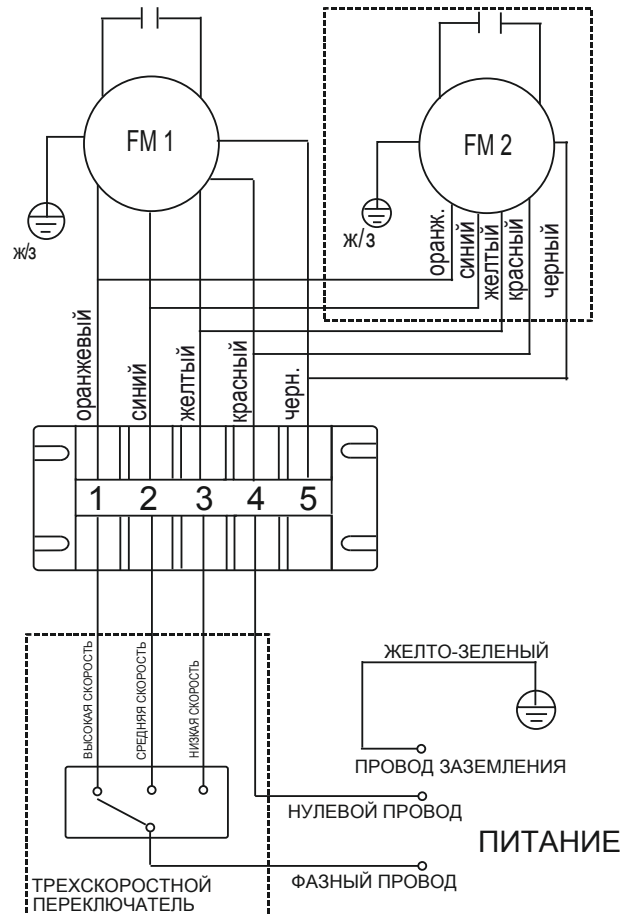 FM 1
FM 2
ж/з
ж/з
оранж.
синий
желтый
красный
черный
оранжевый
синий
желтый
красный
черн.
1 2 3 4 5
ВЫСОКАЯ СКОРОСТЬ
СРЕДНЯЯ СКОРОСТЬ
НИЗКАЯ СКОРОСТЬ
ЖЕЛТО-ЗЕЛЕНЫЙ
ПРОВОД ЗАЗЕМЛЕНИЯ
НУЛЕВОЙ ПРОВОД
ПИТАНИЕ
ФАЗНЫЙ ПРОВОД
ТРЕХСКОРОСТНОЙ
ПЕРЕКЛЮЧАТЕЛЬ